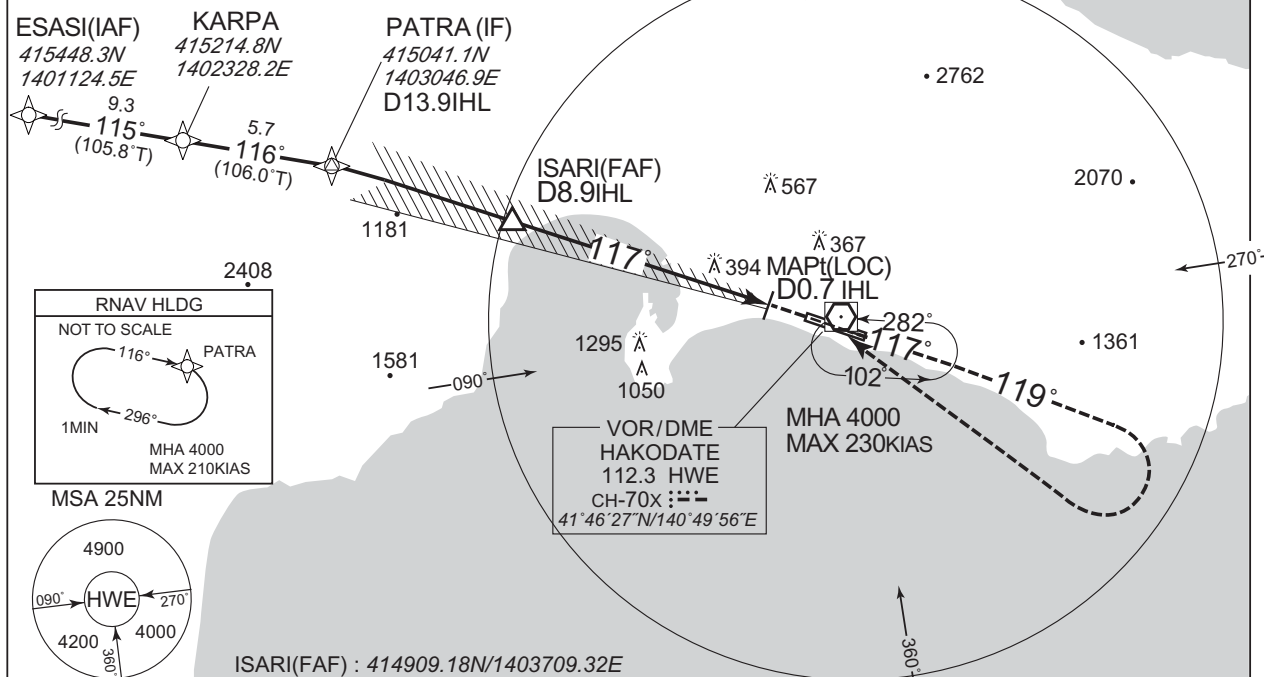 ESASI(IAF)
415448.3N
1401124.5E
KARPA
415214.8N
1402328.2E
PATRA (IF)
415041.1N
1403046.9E
D13.9IHL
9.3
115°
(105.8°T)
5.7
116°
(106.0°T)
ISARI(FAF)
D8.9IHL
2762
567
2070
1181
117°
367
394
MAPt(LOC)
D0.7 IHL
270°
2408
RNAV HLDG
NOT TO SCALE
116°
PATRA
296°
1MIN
MHA 4000
MAX 210KIAS
282°
117°
1295
1050
1581
090°
102°
1361
119°
MHA 4000
MAX 230KIAS
VOR/DME
HAKODATE
112.3 HWE
CH-70X
41°46´27˝N/140°49´56˝E
MSA 25NM
4900
HWE
090°
270°
4200
4000
360°
360°
ISARI(FAF) : 414909.18N/1403709.32E